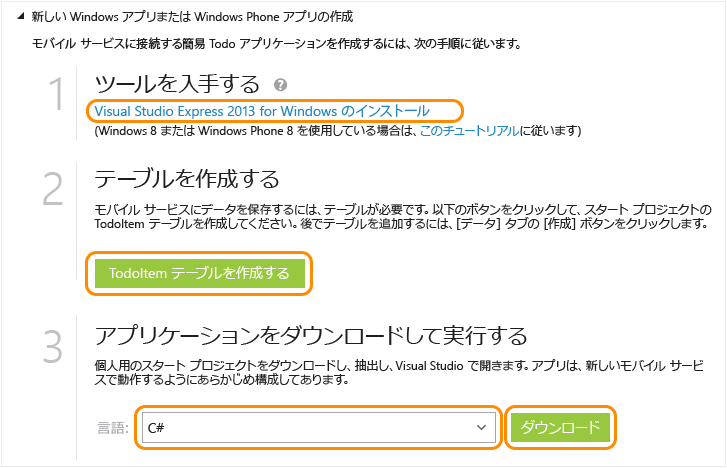 新しい Windows アプリまたは Windows Phone アプリの作成
モバイル サービスに接続する簡易 Todo アプリケーションを作成するには、次の手順に従います。
1
ツールを入手する ?
Visual Studio Express 2013 for Windows のインストール
(Windows 8 または Windows Phone 8 を使用している場合は、このチュートリアルに従います)
2
テーブルを作成する
モバイル サービスにデータを保存するには、テーブルが必要です。以下のボタンをクリックして、スタート プロジェクトの
TodoItem テーブルを作成してください。後でテーブルを追加するには、[データ] タブの [作成] ボタンをクリックします。
TodoItem テーブルを作成する
3
アプリケーションをダウンロードして実行する
個人用のスタート プロジェクトをダウンロードし、抽出し、Visual Studio で開きます。アプリは、新しいモバイル サービ
スで動作するようにあらかじめ構成してあります。
言語: C# ダウンロード